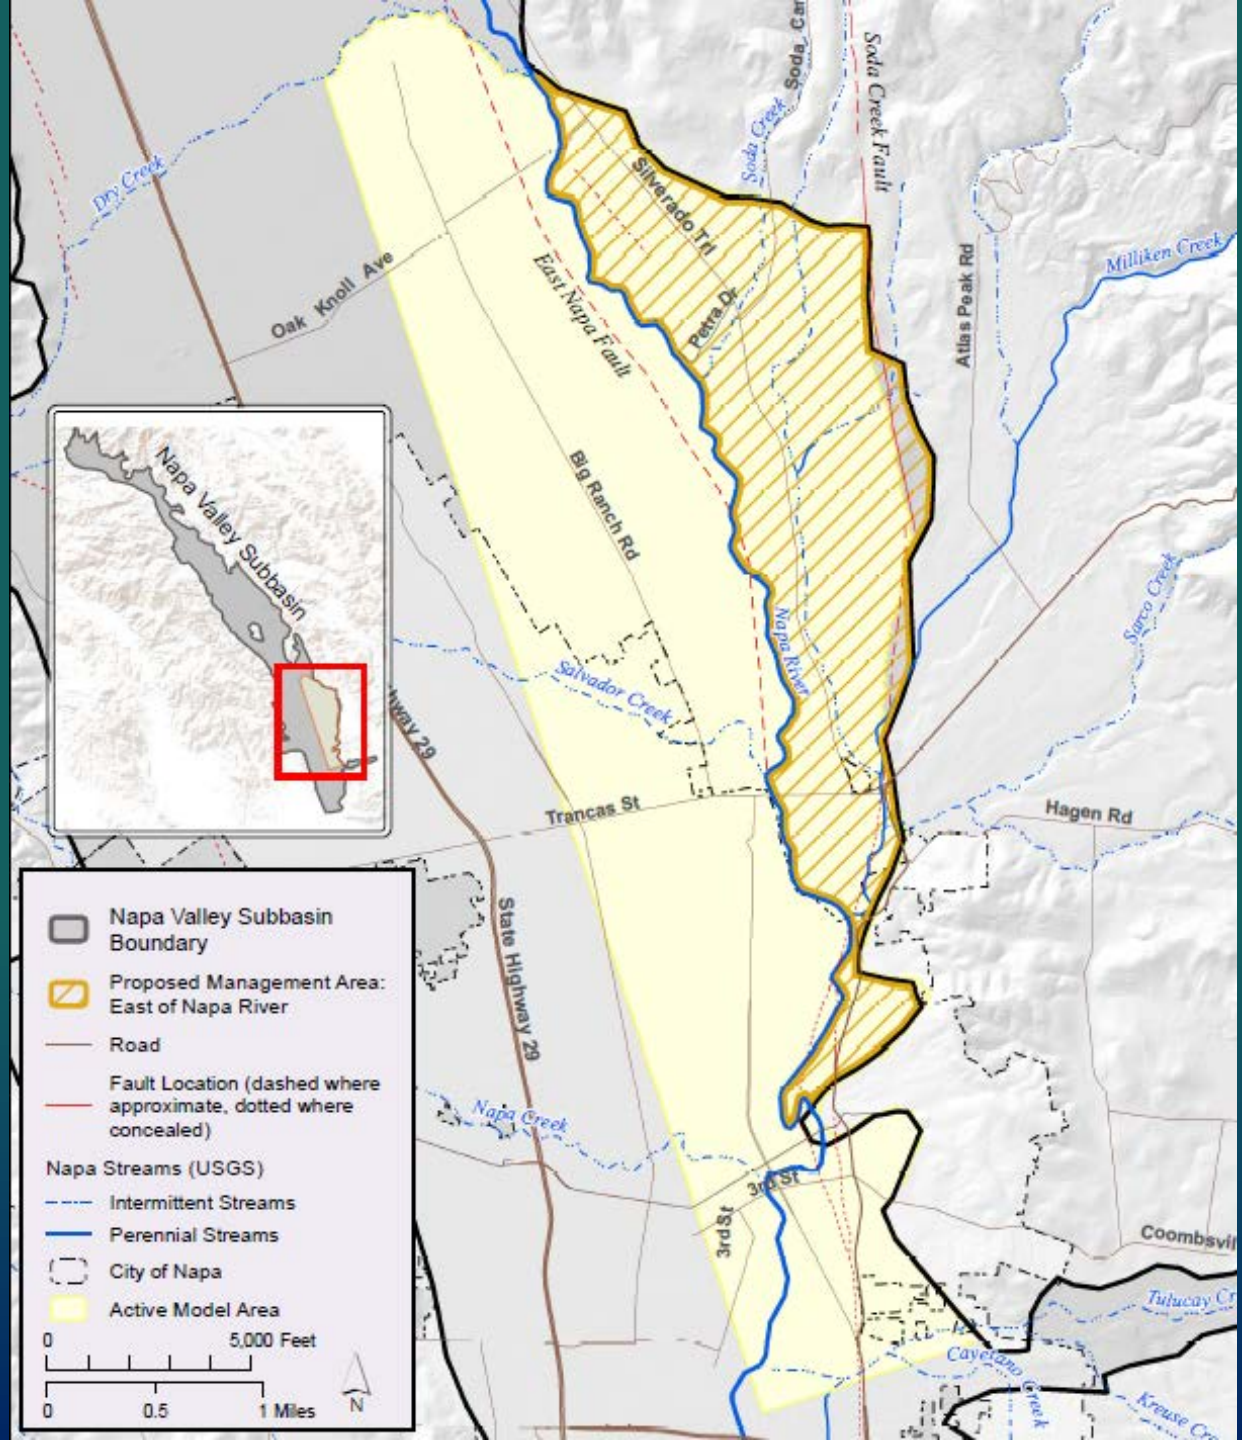 Soda Creek Fault
Soda Creek
Dry Creek
Silverado Trl
Milliken Creek
Oak Knoll Ave
East Napa Fault
Petra Dr
Atlas Peak Rd
Napa Valley Subbasin
Big Ranch Rd
Sarco Creek
Napa River
Salvador Creek
Trancas St
Hagen Rd
State Highway 29
Napa Creek
3rd St
3rd St
Tulucay
Cayetano Creek
Kreuse
Napa Valley Subbasin
Boundary
Proposed Management Area:
East of Napa River
Road
Fault Location (dashed where
approximate, dotted where
concealed)
Napa Streams (USGS)
Intermittent Streams
Perennial Streams
City of Napa
Active Model Area
0 5,000 Feet
0 0.5 1 Miles
N